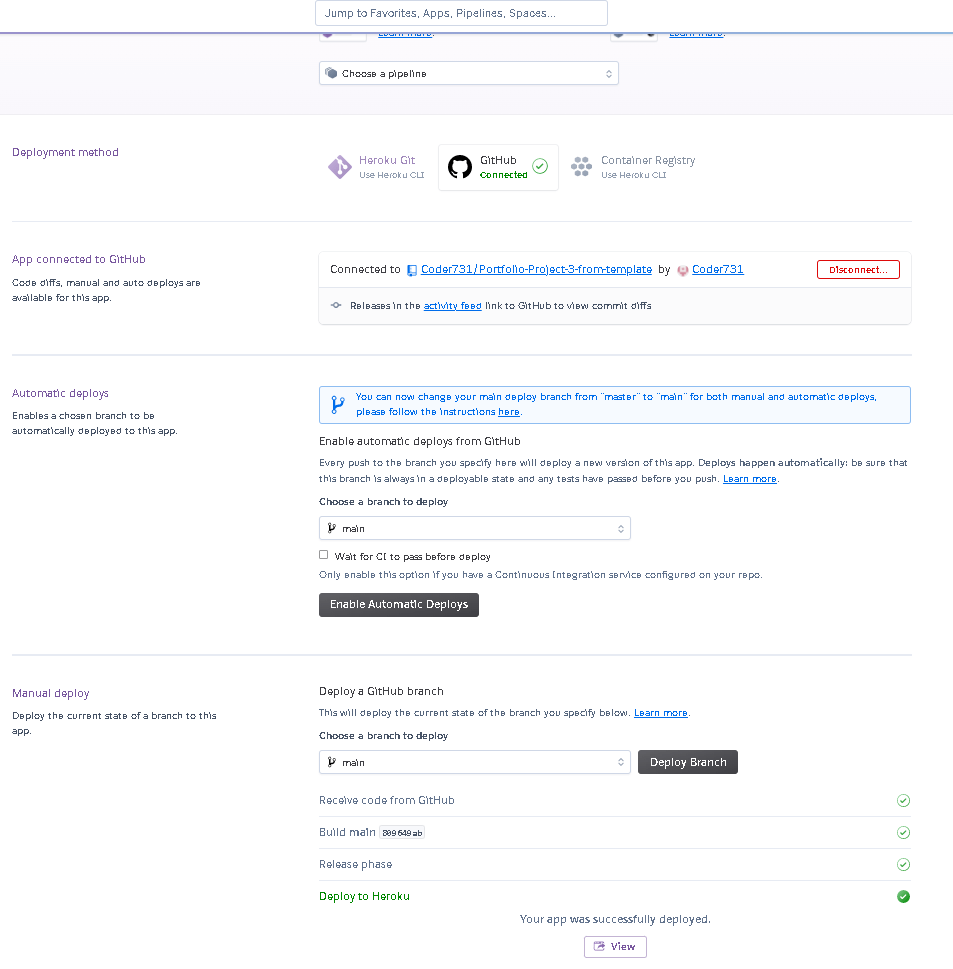 Jump to Favorites, Apps, Pipelines, Spaces...
Learn more.
Learn more.
Choose a pipeline
Deployment method
Heroku Git
Use Heroku CLI
GitHub
Connected
Container Registry
Use Heroku CLI
App connected to GitHub
Code diffs, manual and auto deploys are
available for this app.
Connected to Coder731/Portfolio-Project-3-from-template by Coder731
Disconnect...
Releases in the activity feed link to GitHub to view commit diffs
Automatic deploys
Enables a chosen branch to be
automatically deployed to this app.
You can now change your main deploy branch from "master" to "main" for both manual and automatic deploys,
please follow the instructions here.
Enable automatic deploys from GitHub
Every push to the branch you specify here will deploy a new version of this app. Deploys happen automatically: be sure that
this branch is always in a deployable state and any tests have passed before you push. Learn more.
Choose a branch to deploy
main
Wait for CI to pass before deploy
Only enable this option if you have a Continuous Integration service configured on your repo.
Enable Automatic Deploys
Manual deploy
Deploy the current state of a branch to this
app.
Deploy a GitHub branch
This will deploy the current state of the branch you specify below. Learn more.
Choose a branch to deploy
main
Deploy Branch
Receive code from GitHub
Build main 809649ab
Release phase
Deploy to Heroku
Your app was successfully deployed.
View